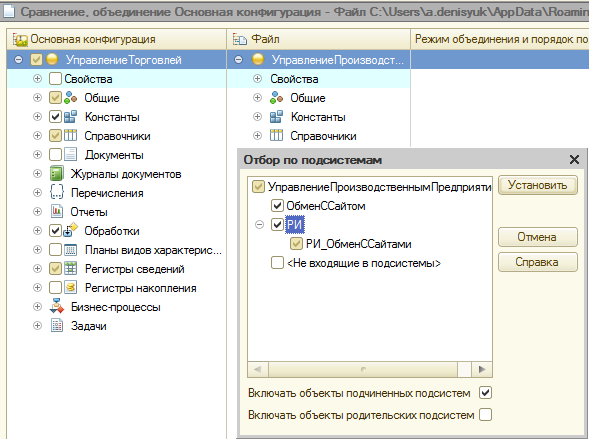 Сравнение, объединение Основная конфигурация - Файл C:\Users\a.denisyuk\AppData\Roamin
Основная конфигурация
Файл
Режим объединения и порядок по
УправлениеТорговлей
УправлениеПроизводст...
Свойства
Свойства
Общие
Общие
Константы
Константы
Справочники
Справочники
Документы
Журналы документов
Перечисления
Отчеты
Обработки
Планы видов характерис...
Регистры сведений
Регистры накопления
Бизнес-процессы
Задачи
Отбор по подсистемам
УправлениеПроизводственнымПредприяти
Установить
ОбменССайтом
РИ
Отмена
РИ_ОбменССайтами
<Не входящие в подсистемы>
Справка
Включать объекты подчиненных подсистем
Включать объекты родительских подсистем